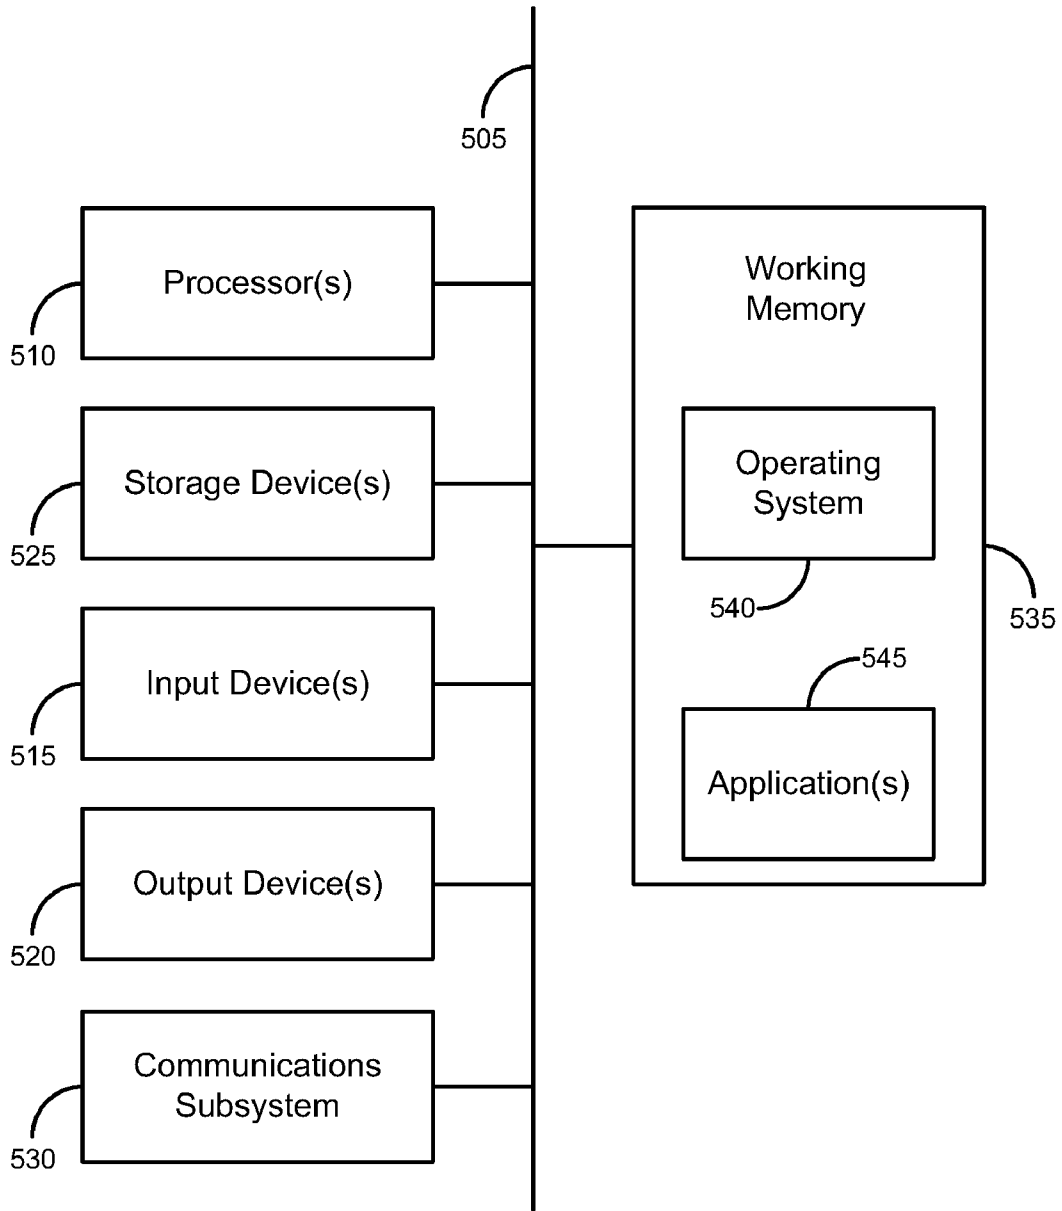 505
Processor(s)
510
Storage Device(s)
525
Input Device(s)
515
Output Device(s)
520
Communications
Subsystem
530
Working
Memory
Operating
System
540
535
545
Application(s)